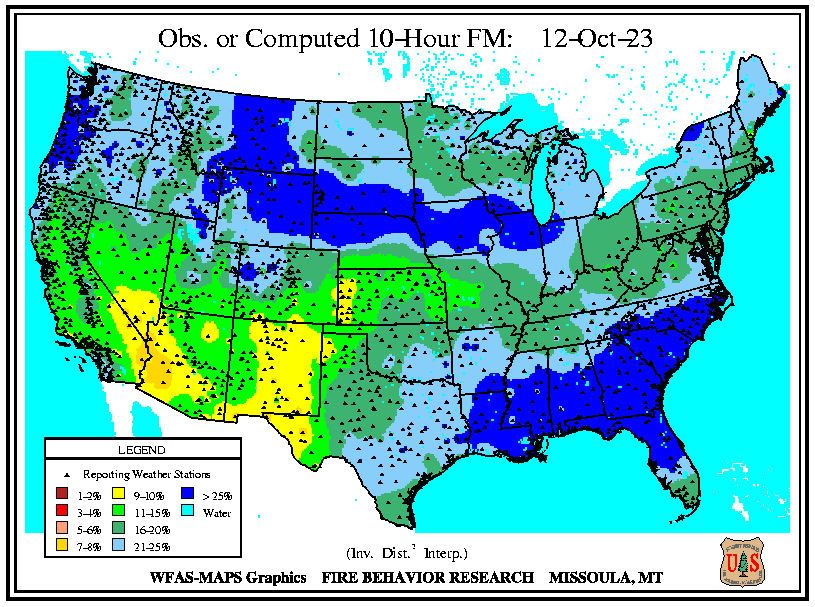 Obs. or Computed 10-Hour FM: 12-Oct-23
LEGEND
Reporting Weather Stations
1-2% 9-10% > 25%
3-4% 11-15% Water
5-6% 16-20%
7-8% 21-25%
(Inv. Dist.² Interp.)
WFAS-MAPS Graphics FIRE BEHAVIOR RESEARCH MISSOULA, MT
U S